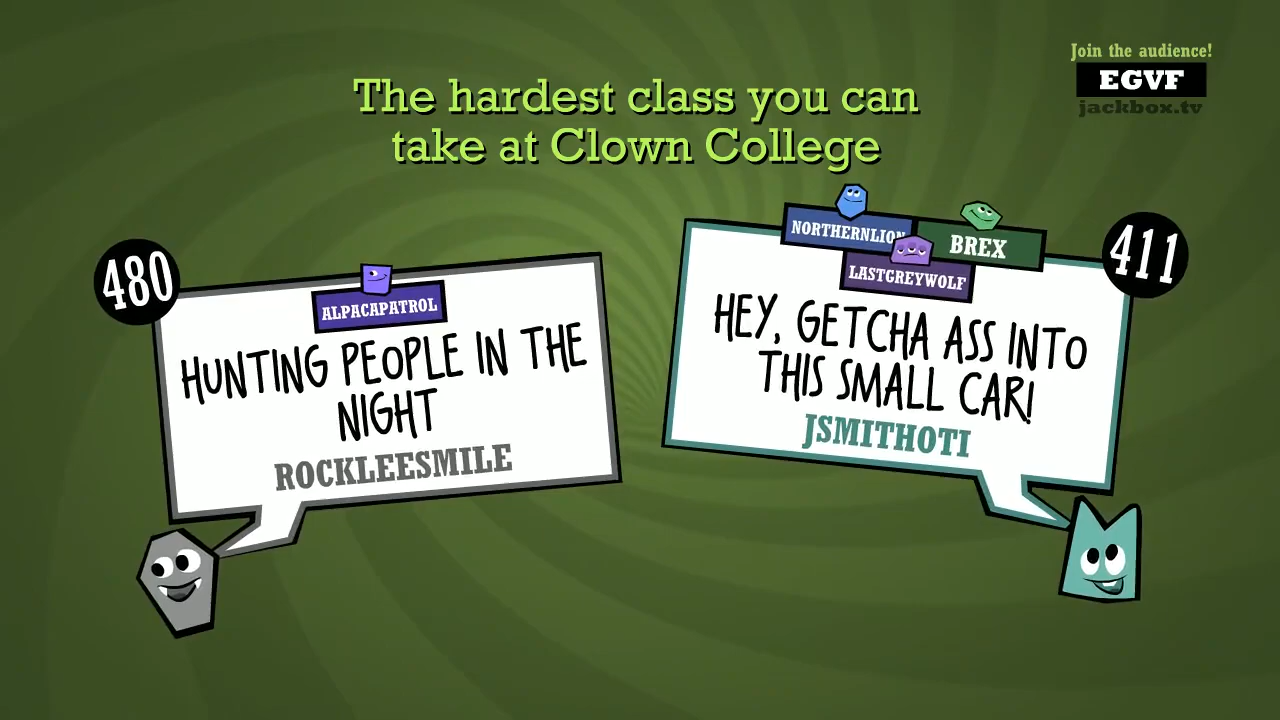 Join the audience!
EGVF
jackbox.tv
The hardest class you can
take at Clown College
480
ALPACAPATROL
HUNTING PEOPLE IN THE
NIGHT
ROCKLEESMILE
NORTHERNLION
BREX
LASTGREYWOLF
411
HEY, GETCHA ASS INTO
THIS SMALL CAR!
JSMITHOTI